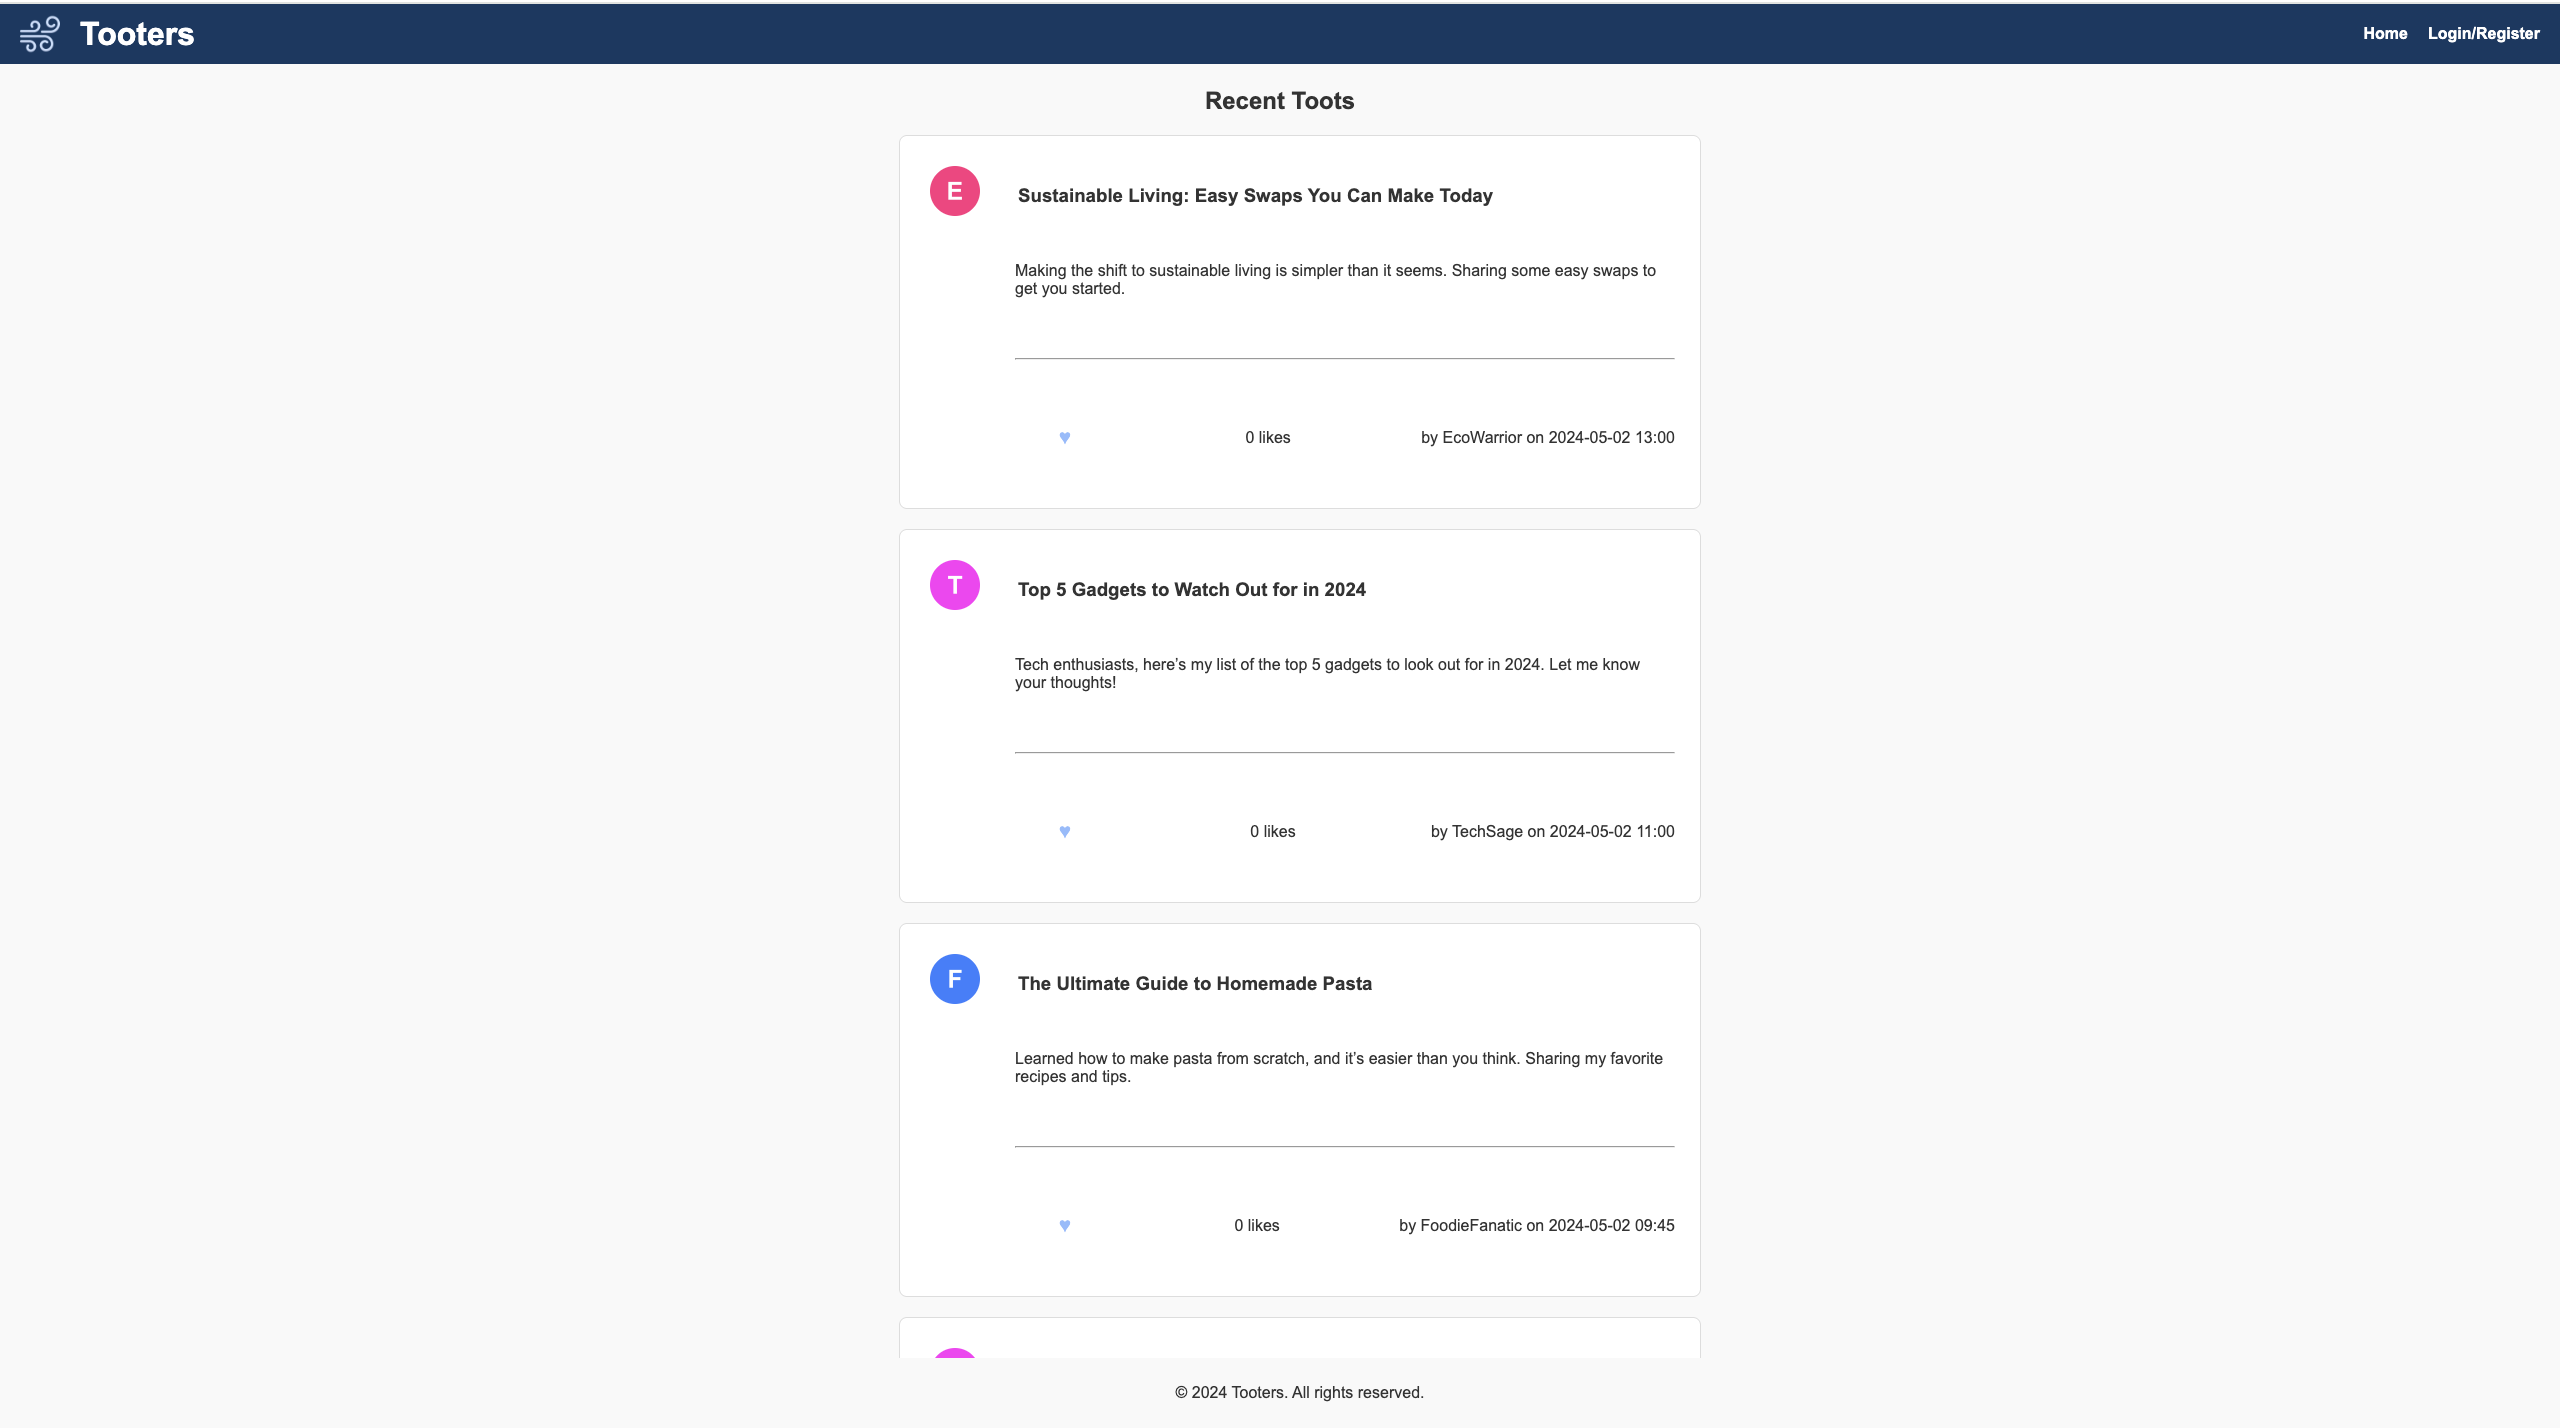 Tooters
Home
Login/Register
Recent Toots
E
Sustainable Living: Easy Swaps You Can Make Today
Making the shift to sustainable living is simpler than it seems. Sharing some easy swaps to
get you started.
♥
0 likes
by EcoWarrior on 2024-05-02 13:00
T
Top 5 Gadgets to Watch Out for in 2024
Tech enthusiasts, here’s my list of the top 5 gadgets to look out for in 2024. Let me know
your thoughts!
♥
0 likes
by TechSage on 2024-05-02 11:00
F
The Ultimate Guide to Homemade Pasta
Learned how to make pasta from scratch, and it’s easier than you think. Sharing my favorite
recipes and tips.
♥
0 likes
by FoodieFanatic on 2024-05-02 09:45
© 2024 Tooters. All rights reserved.